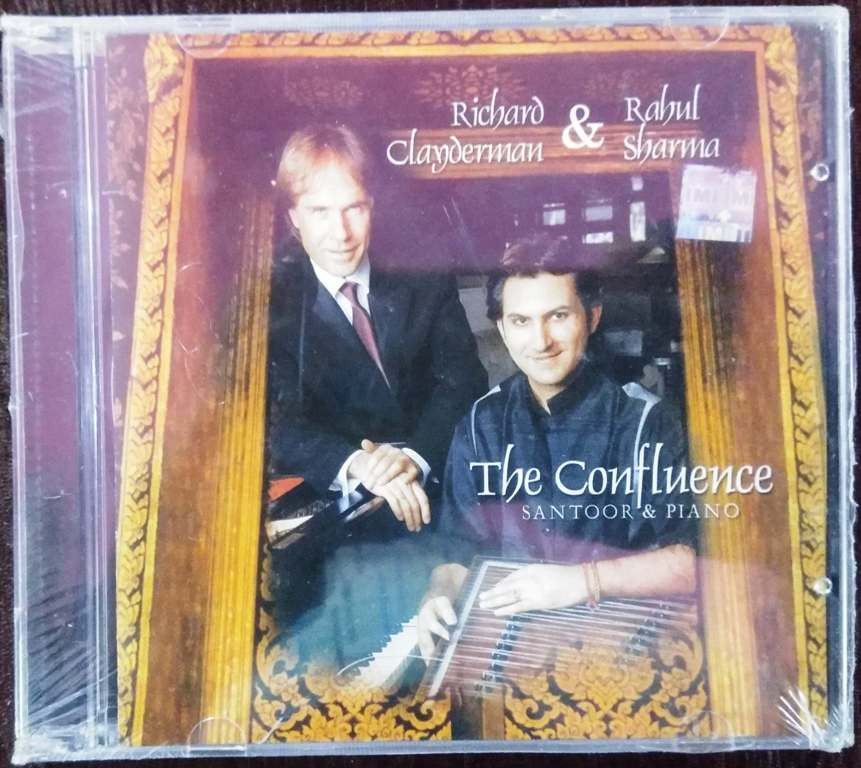 Richard
Clayderman
&
Rahul
Sharma
The Confluence
SANTOOR & PIANO